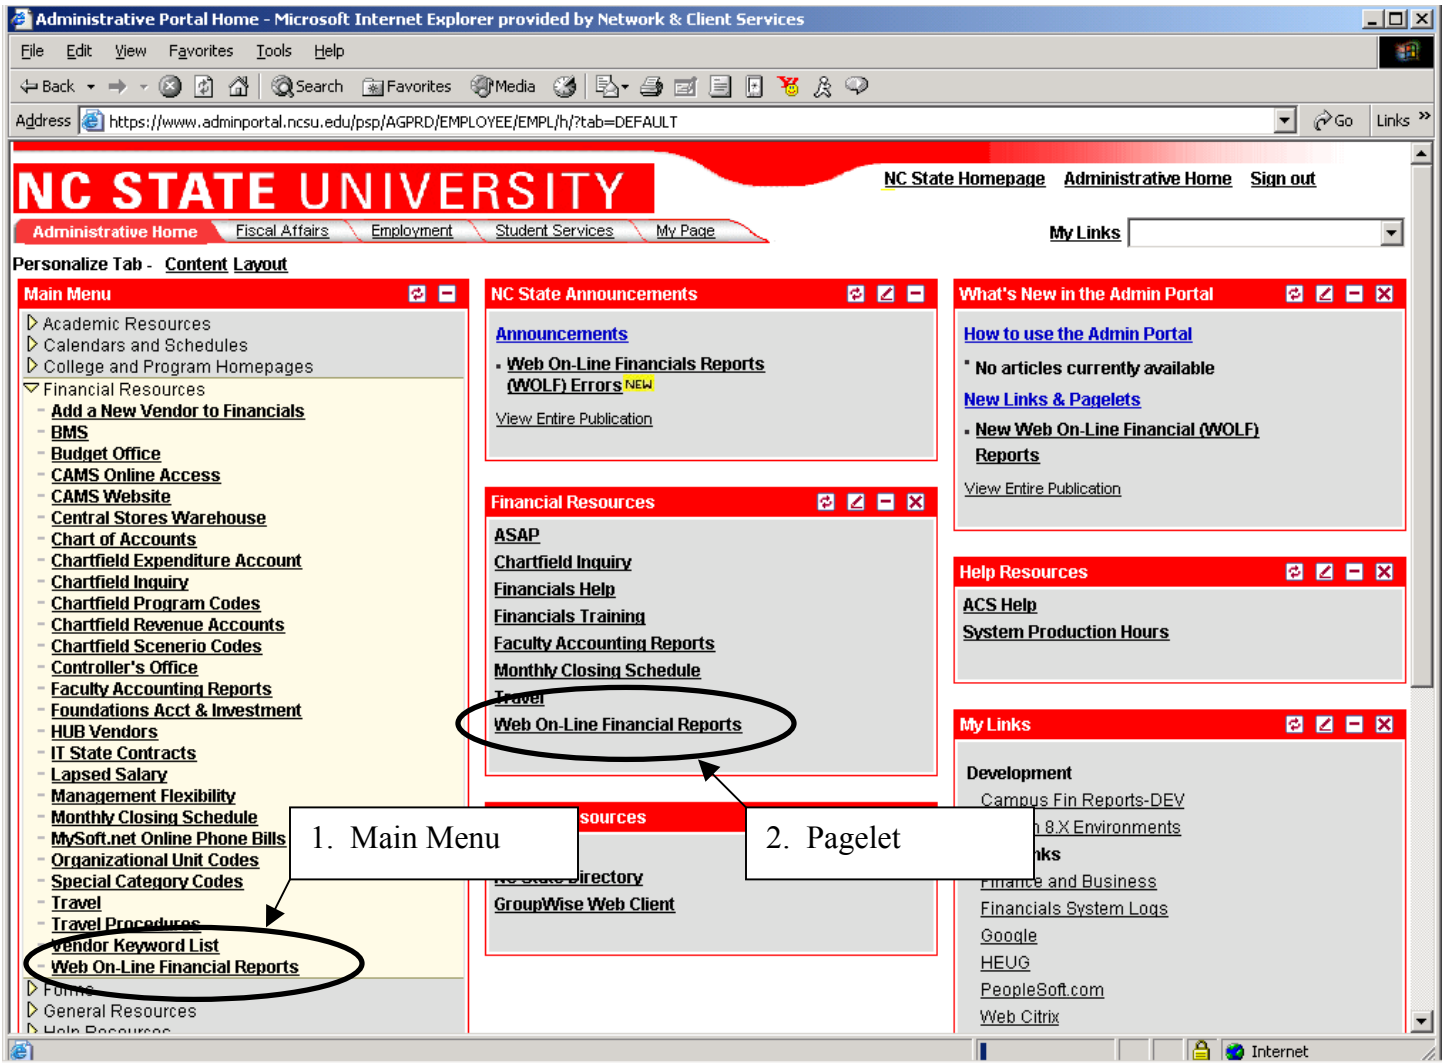 Administrative Portal Home - Microsoft Internet Explorer provided by Network & Client Services
File Edit View Favorites Tools Help
Back Search Favorites Media
Address https://www.adminportal.ncsu.edu/psp/AGPRD/EMPLOYEE/EMPL/h/?tab=DEFAULT Go Links »
NC STATE UNIVERSITY
NC State Homepage Administrative Home Sign out
Administrative Home Fiscal Affairs Employment Student Services My Page
My Links
Personalize Tab - Content Layout
Main Menu
Academic Resources
Calendars and Schedules
College and Program Homepages
Financial Resources
Add a New Vendor to Financials
BMS
Budget Office
CAMS Online Access
CAMS Website
Central Stores Warehouse
Chart of Accounts
Chartfield Expenditure Account
Chartfield Inquiry
Chartfield Program Codes
Chartfield Revenue Accounts
Chartfield Scenerio Codes
Controller's Office
Faculty Accounting Reports
Foundations Acct & Investment
HUB Vendors
IT State Contracts
Lapsed Salary
Management Flexibility
Monthly Closing Schedule
MySoft.net Online Phone Bills
Organizational Unit Codes
Special Category Codes
Travel
Travel Procedures
Vendor Keyword List
Web On-Line Financial Reports
Forms
General Resources
Help Resources
1. Main Menu
NC State Announcements
Announcements
Web On-Line Financials Reports
(WOLF) Errors NEW
View Entire Publication
Financial Resources
ASAP
Chartfield Inquiry
Financials Help
Financials Training
Faculty Accounting Reports
Monthly Closing Schedule
Travel
Web On-Line Financial Reports
sources
NC State Directory
GroupWise Web Client
2. Pagelet
What's New in the Admin Portal
How to use the Admin Portal
No articles currently available
New Links & Pagelets
New Web On-Line Financial (WOLF)
Reports
View Entire Publication
Help Resources
ACS Help
System Production Hours
My Links
Development
Campus Fin Reports-DEV
8.X Environments
nks
Finance and Business
Financials System Logs
Google
HEUG
PeopleSoft.com
Web Citrix
Internet